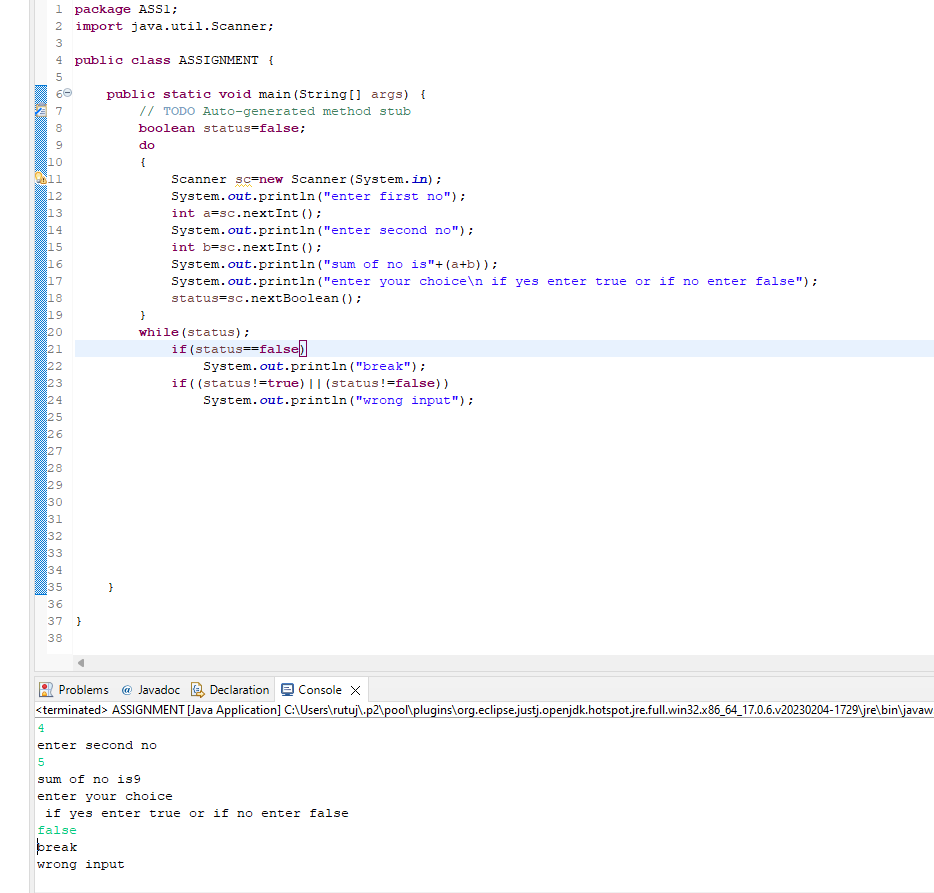 1 package ASS1;
2 import java.util.Scanner;
3
4 public class ASSIGNMENT {
5
6 public static void main(String[] args) {
7 // TODO Auto-generated method stub
8 boolean status=false;
9 do
10 {
11 Scanner sc=new Scanner(System.in);
12 System.out.println("enter first no");
13 int a=sc.nextInt();
14 System.out.println("enter second no");
15 int b=sc.nextInt();
16 System.out.println("sum of no is"+(a+b));
17 System.out.println("enter your choice\n if yes enter true or if no enter false");
18 status=sc.nextBoolean();
19 }
20 while(status);
21 if(status==false)
22 System.out.println("break");
23 if((status!=true)||(status!=false))
24 System.out.println("wrong input");
25
26
27
28
29
30
31
32
33
34
35 }
36
37 }
38
Problems @ Javadoc Declaration Console
<terminated> ASSIGNMENT [Java Application] C:\Users\rutuj\.p2\pool\plugins\org.eclipse.justj.openjdk.hotspot.jre.full.win32.x86_64_17.0.6.v20230204-1729\jre\bin\javaw
4
enter second no
5
sum of no is9
enter your choice
if yes enter true or if no enter false
false
break
wrong input